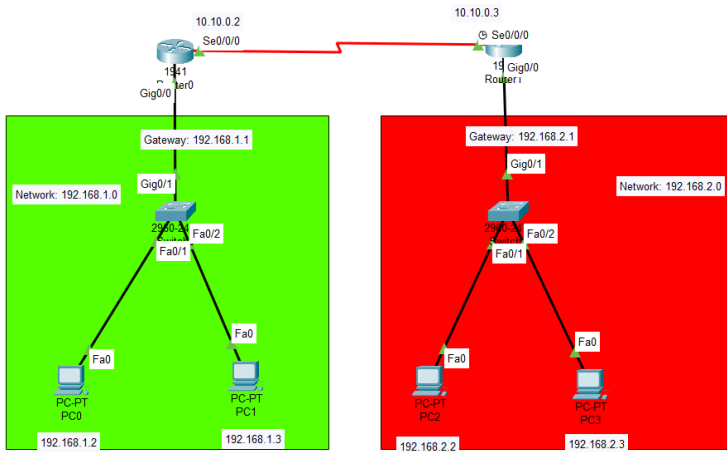 10.10.0.2
Se0/0/0
1941
Gig0/0
10.10.0.3
Se0/0/0
Gig0/0
Gateway: 192.168.1.1
Gig0/1
Network: 192.168.1.0
Fa0/2
Fa0/1
Fa0
Fa0
PC-PT
PC0
PC-PT
PC1
192.168.1.2
192.168.1.3
Gateway: 192.168.2.1
Gig0/1
Network: 192.168.2.0
Fa0/2
Fa0/1
Fa0
Fa0
PC-PT
PC2
PC-PT
PC3
192.168.2.2
192.168.2.3